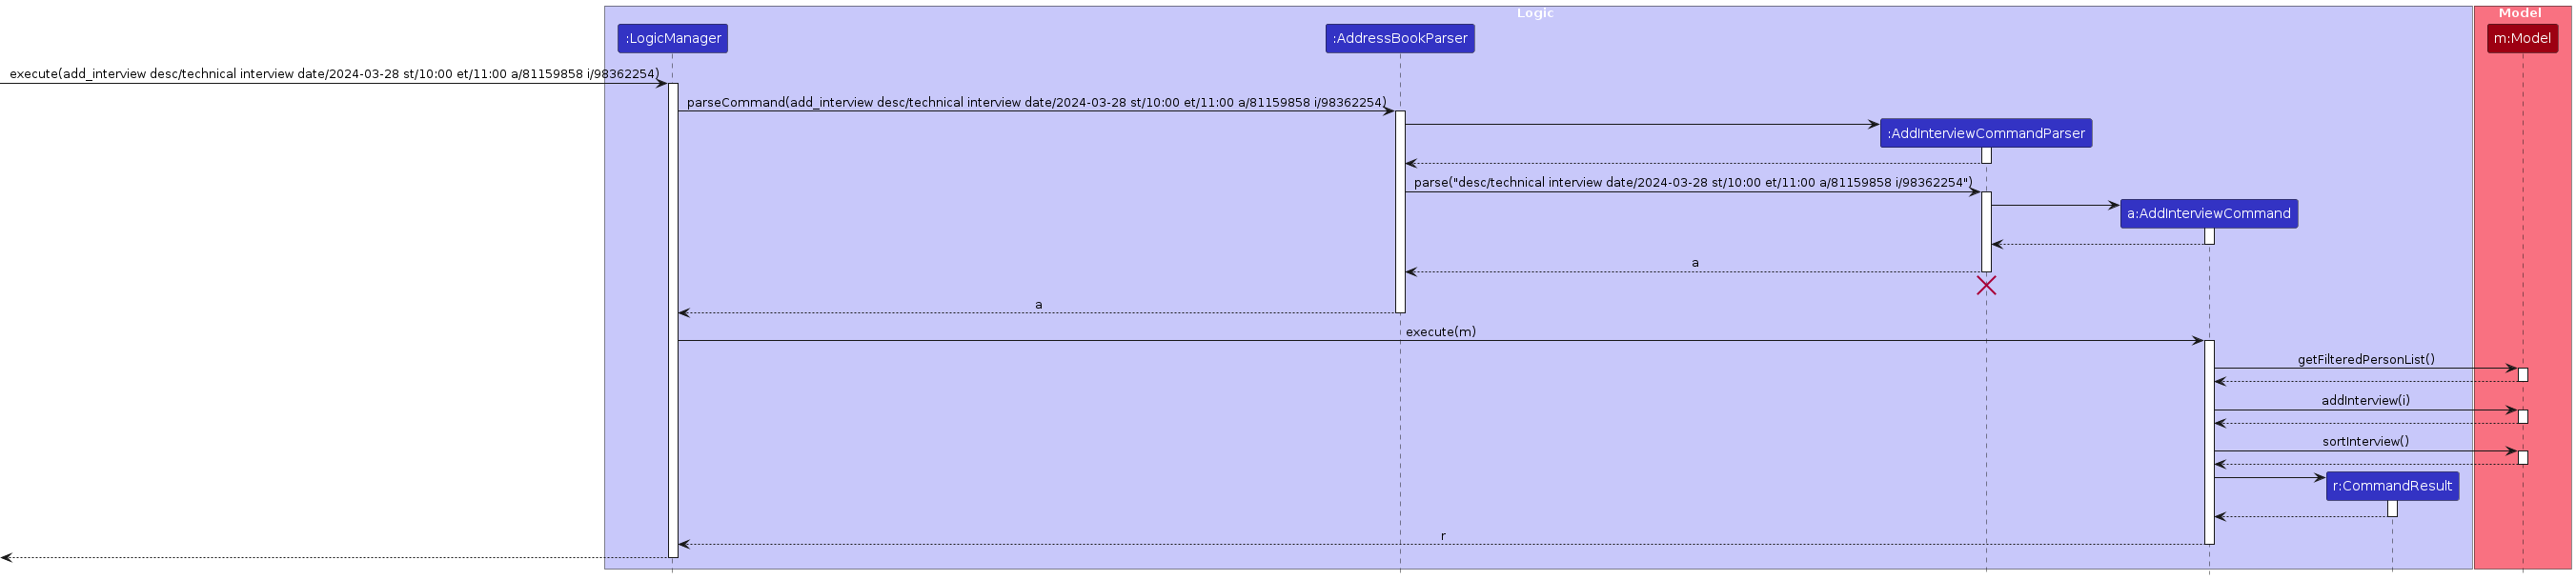 Logic
Model
:LogicManager
:AddressBookParser
m:Model
execute(add_interview desc/technical interview date/2024-03-28 st/10:00 et/11:00 a/81159858 i/98362254)
parseCommand(add_interview desc/technical interview date/2024-03-28 st/10:00 et/11:00 a/81159858 i/98362254)
:AddInterviewCommandParser
parse("desc/technical interview date/2024-03-28 st/10:00 et/11:00 a/81159858 i/98362254")
a:AddInterviewCommand
a
a
execute(m)
getFilteredPersonList()
addInterview(i)
sortInterview()
r:CommandResult
r